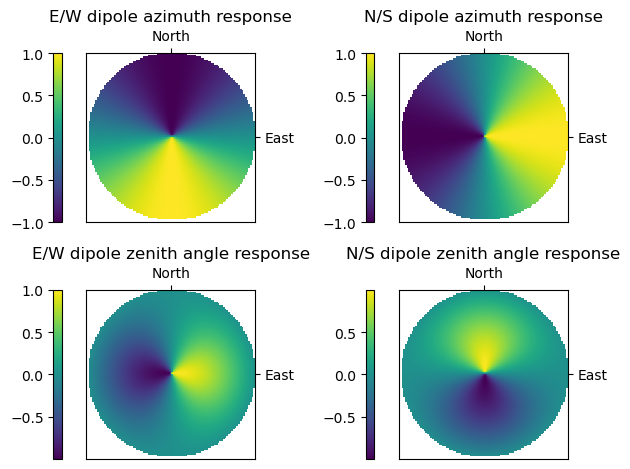 E/W dipole azimuth response
North
1.0
0.5
0.0
−0.5
−1.0
East
N/S dipole azimuth response
North
1.0
0.5
0.0
−0.5
−1.0
East
E/W dipole zenith angle response
North
1.0
0.5
0.0
−0.5
East
N/S dipole zenith angle response
North
0.5
0.0
−0.5
East